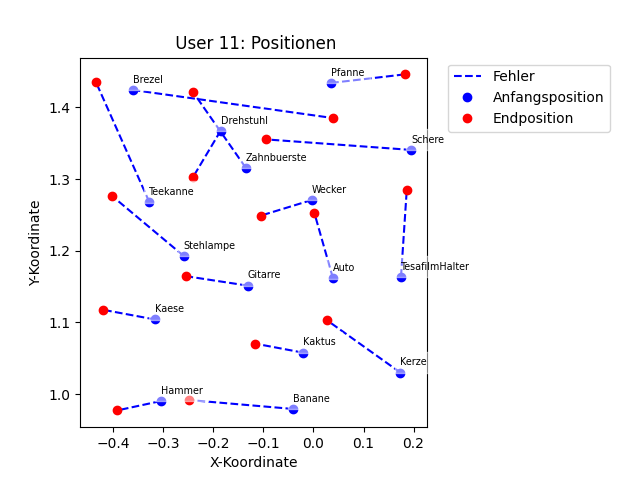 User 11: Positionen
Fehler
Anfangsposition
Endposition
Brezel
Pfanne
Drehstuhl
Schere
Zahnbuerste
Teekanne
Wecker
Stehlampe
Gitarre
Auto
TesafilmHalter
Kaese
Kaktus
Kerze
Hammer
Banane
Y-Koordinate
1.4
1.3
1.2
1.1
1.0
−0.4 −0.3 −0.2 −0.1 0.0 0.1 0.2
X-Koordinate